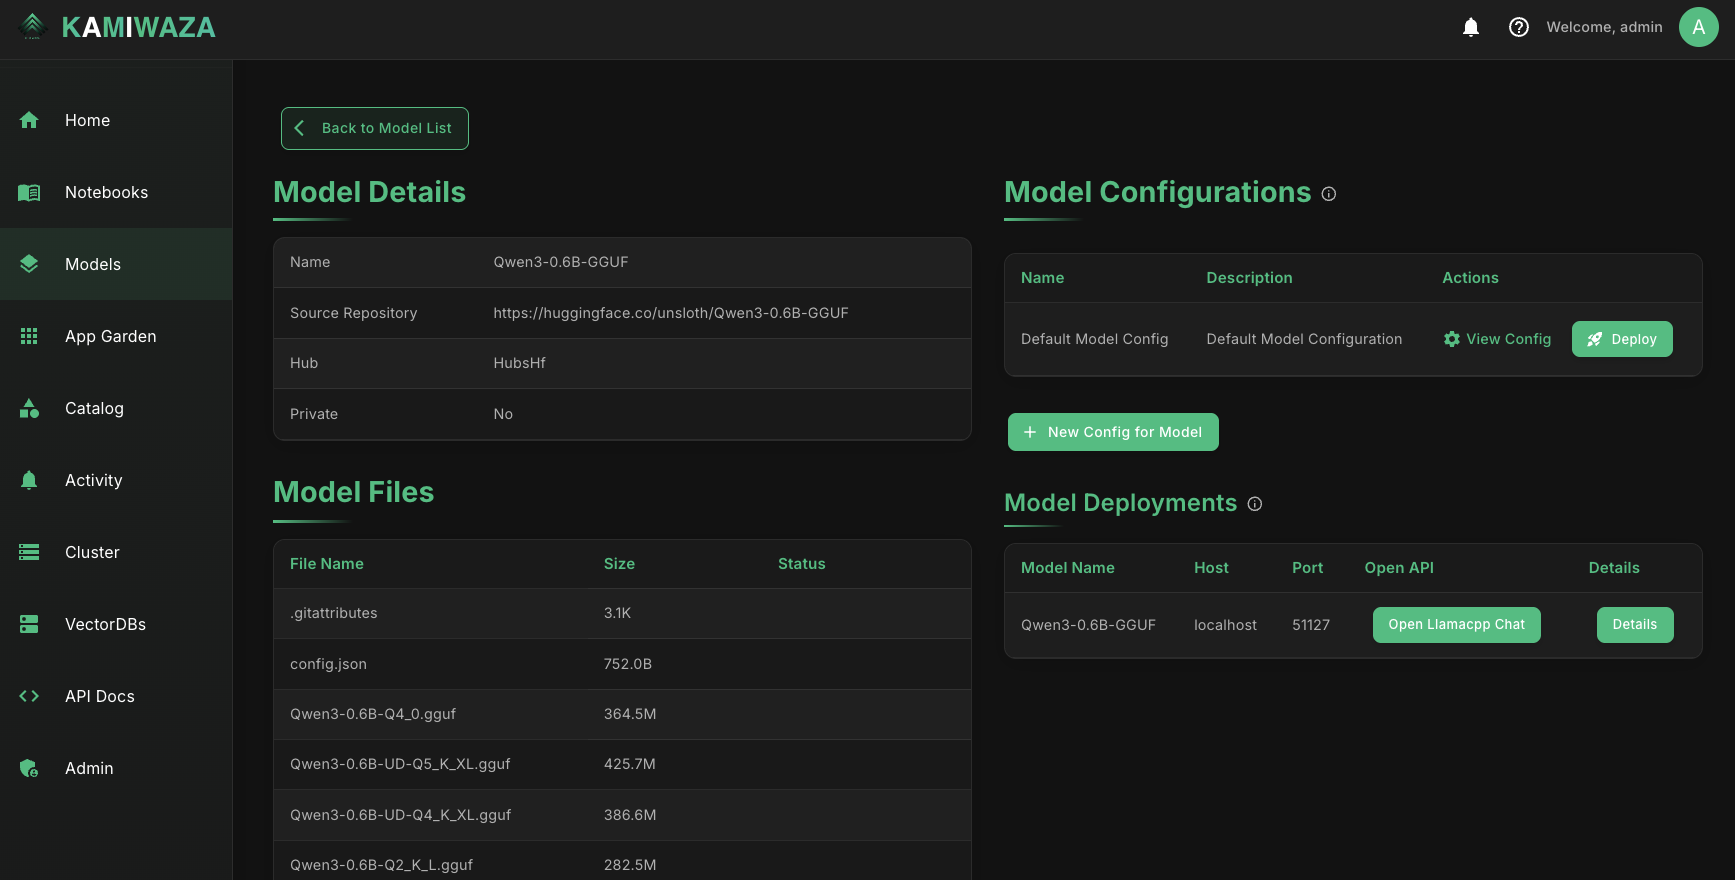 KAMIWAZA
Welcome, admin
A
Home
Notebooks
Models
App Garden
Catalog
Activity
Cluster
VectorDBs
API Docs
Admin
Back to Model List
Model Details
Name Qwen3-0.6B-GGUF
Source Repository https://huggingface.co/unsloth/Qwen3-0.6B-GGUF
Hub HubsHf
Private No
Model Files
File Name Size Status
.gitattributes 3.1K
config.json 752.0B
Qwen3-0.6B-Q4_0.gguf 364.5M
Qwen3-0.6B-UD-Q5_K_XL.gguf 425.7M
Qwen3-0.6B-UD-Q4_K_XL.gguf 386.6M
Qwen3-0.6B-Q2_K_L.gguf 282.5M
Model Configurations
Name Description Actions
Default Model Config Default Model Configuration View Config Deploy
+ New Config for Model
Model Deployments
Model Name Host Port Open API Details
Qwen3-0.6B-GGUF localhost 51127 Open Llamacpp Chat Details